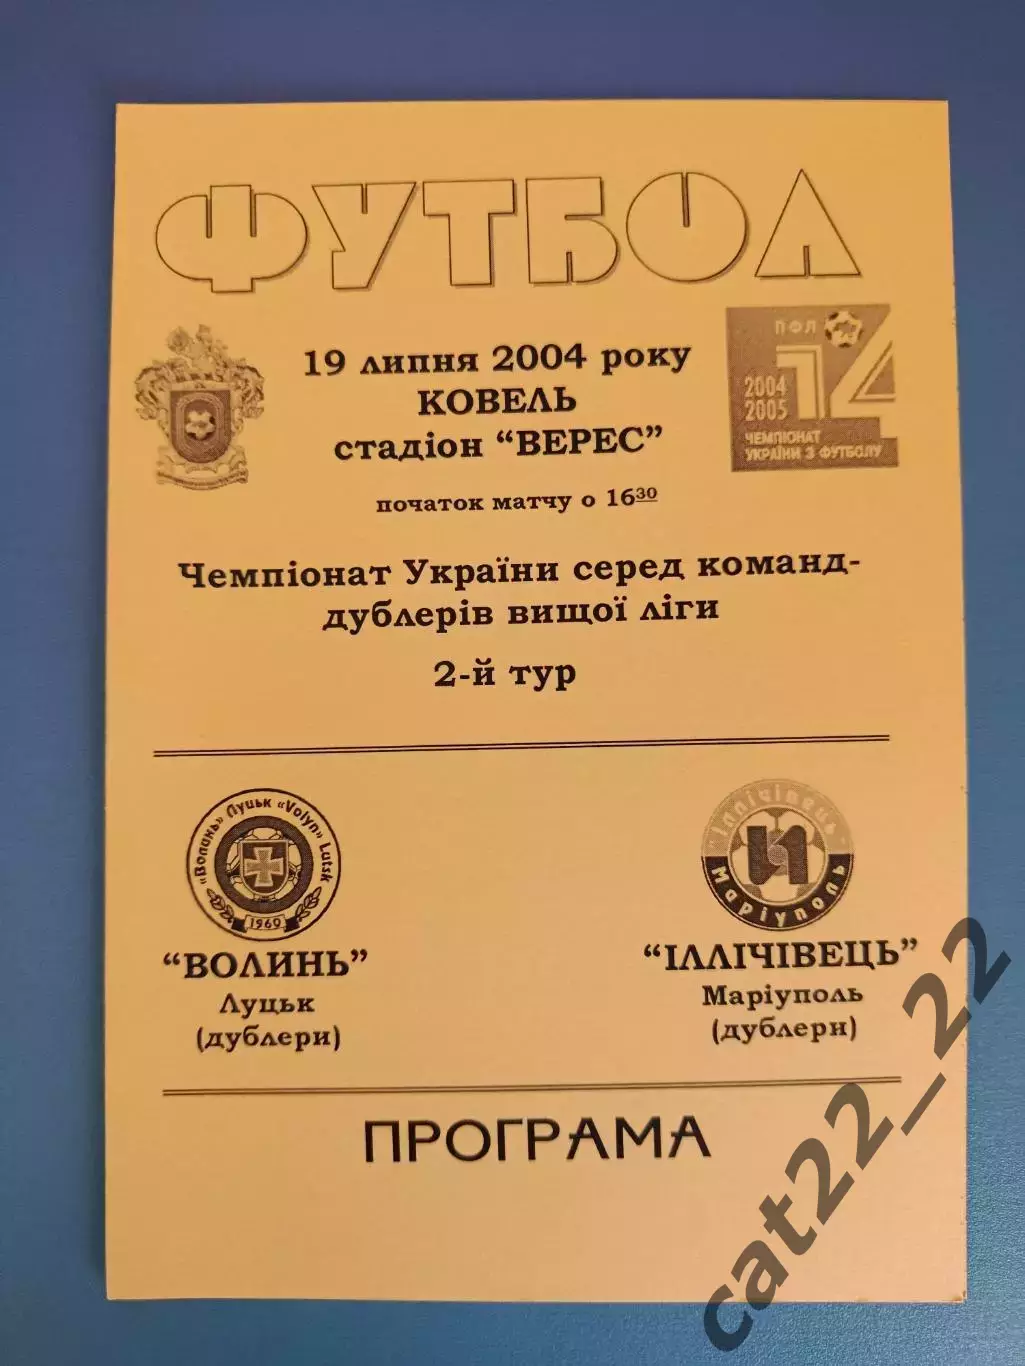 ФУТБОЛ
19 липня 2004 року
КОВЕЛЬ
стадіон “ВЕРЕС”
початок матчу о 16³⁰
ПФЛ
14
2004
2005
ЧЕМПІОНАТ
УКРАЇНИ З ФУТБОЛУ
Чемпіонат України серед команд-
дублерів вищої ліги
2-й тур
«Волинь» Луцьк «Volyn» Lutsk
1960
“ВОЛИНЬ”
Луцьк
(дублери)
Іллічівець
И
Маріуполь
“ІЛЛІЧІВЕЦЬ”
Маріуполь
(дублери)
ПРОГРАМА
cat22_22